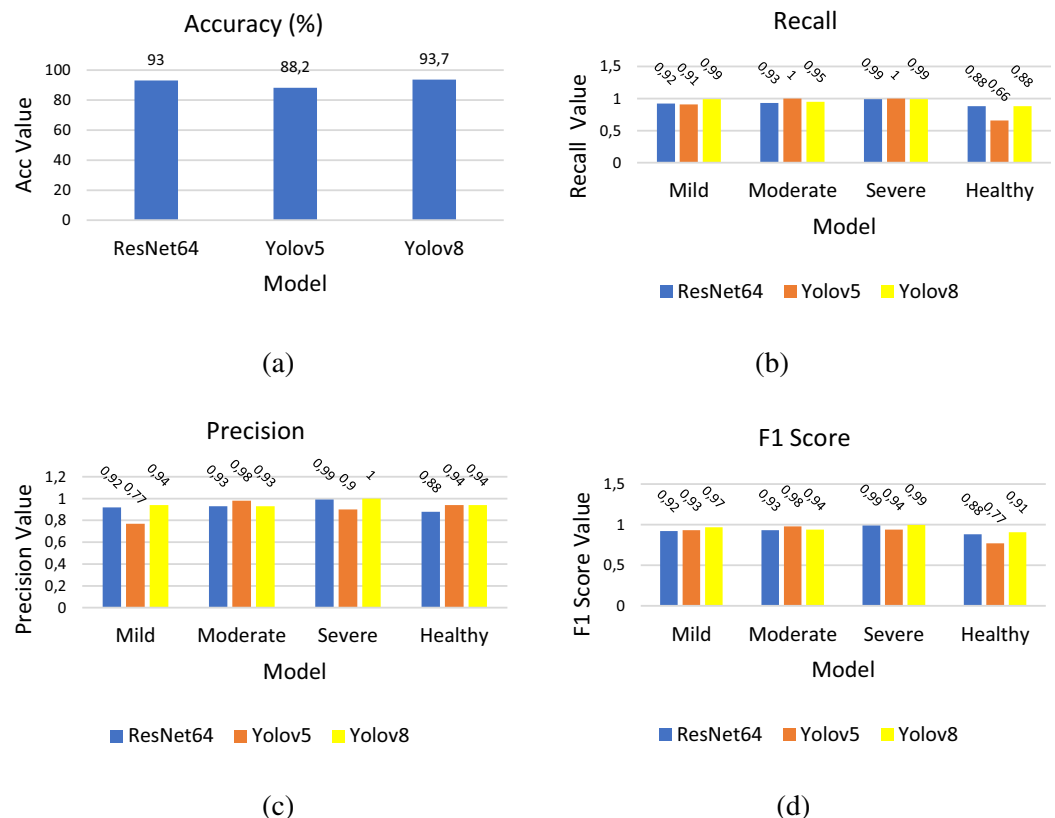 Accuracy (%)
93 88,2 93,7
100
80
60
40
20
0
Acc Value
ResNet64 Yolov5 Yolov8
Model
(a)
Recall
0,92 0,91 0,99 0,93 1 0,95 0,99 1 0,99 0,88 0,66 0,88
1,5
1
0,5
0
Recall Value
Mild Moderate Severe Healthy
Model
ResNet64 Yolov5 Yolov8
(b)
Precision
0,92 0,77 0,94 0,93 0,98 0,93 0,99 0,9 1 0,88 0,94 0,94
1,2
1
0,8
0,6
0,4
0,2
0
Precision Value
Mild Moderate Severe Healthy
Model
ResNet64 Yolov5 Yolov8
(c)
F1 Score
0,92 0,93 0,97 0,93 0,98 0,94 0,99 0,94 0,99 0,88 0,77 0,91
1,5
1
0,5
0
F1 Score Value
Mild Moderate Severe Healthy
Model
ResNet64 Yolov5 Yolov8
(d)